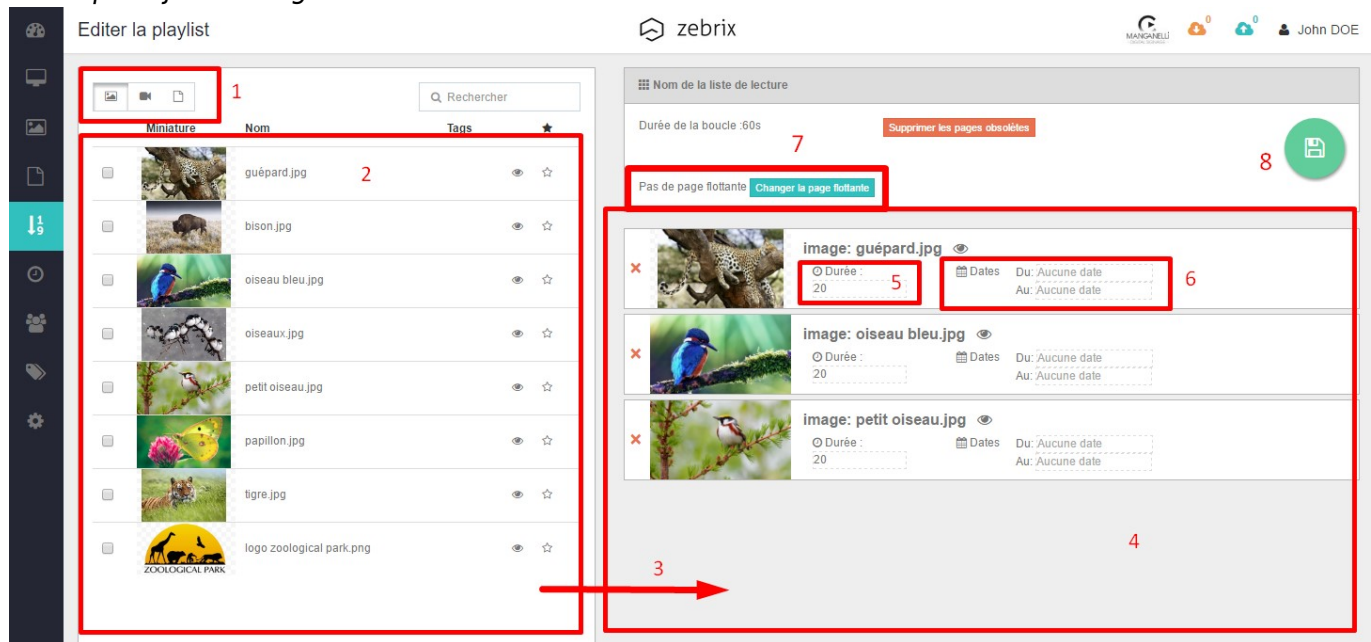 Editer la playlist
zebrix
MANGANELLI
0
0
John DOE
1
Rechercher
Miniature Nom Tags
guépard.jpg
2
bison.jpg
oiseau bleu.jpg
oiseaux.jpg
petit oiseau.jpg
papillon.jpg
tigre.jpg
ZOOLOGICAL PARK
logo zoological park.png
3
Nom de la liste de lecture
Durée de la boucle :60s
Supprimer les pages obsolètes
7
8
Pas de page flottante Changer la page flottante
image: guépard.jpg
Durée :
20
5
Dates Du: Aucune date
Au: Aucune date
6
image: oiseau bleu.jpg
Durée :
20
Dates Du: Aucune date
Au: Aucune date
image: petit oiseau.jpg
Durée :
20
Dates Du: Aucune date
Au: Aucune date
4